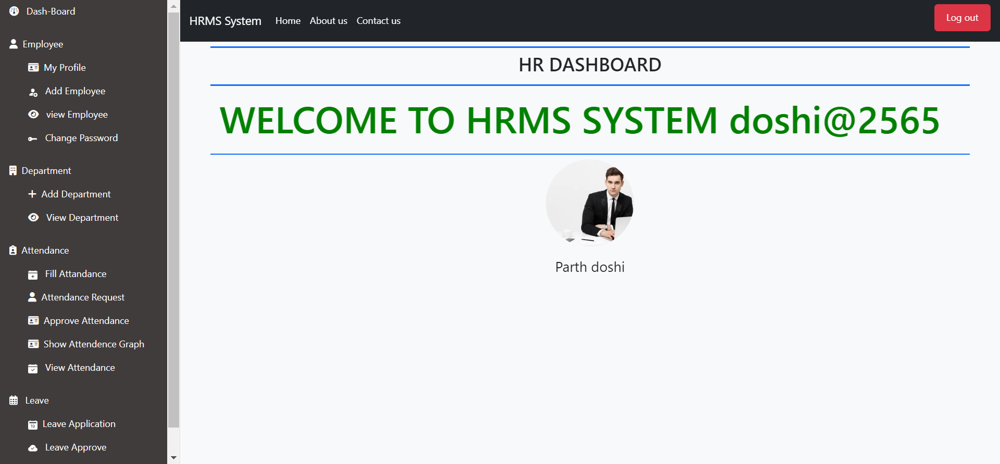 Dash-Board
Employee
My Profile
Add Employee
view Employee
Change Password
Department
Add Department
View Department
Attendance
Fill Attandance
Attendance Request
Approve Attendance
Show Attendence Graph
View Attendance
Leave
19
Leave Application
Leave Approve
HRMS System Home About us Contact us
Log out
HR DASHBOARD
WELCOME TO HRMS SYSTEM doshi@2565
Parth doshi